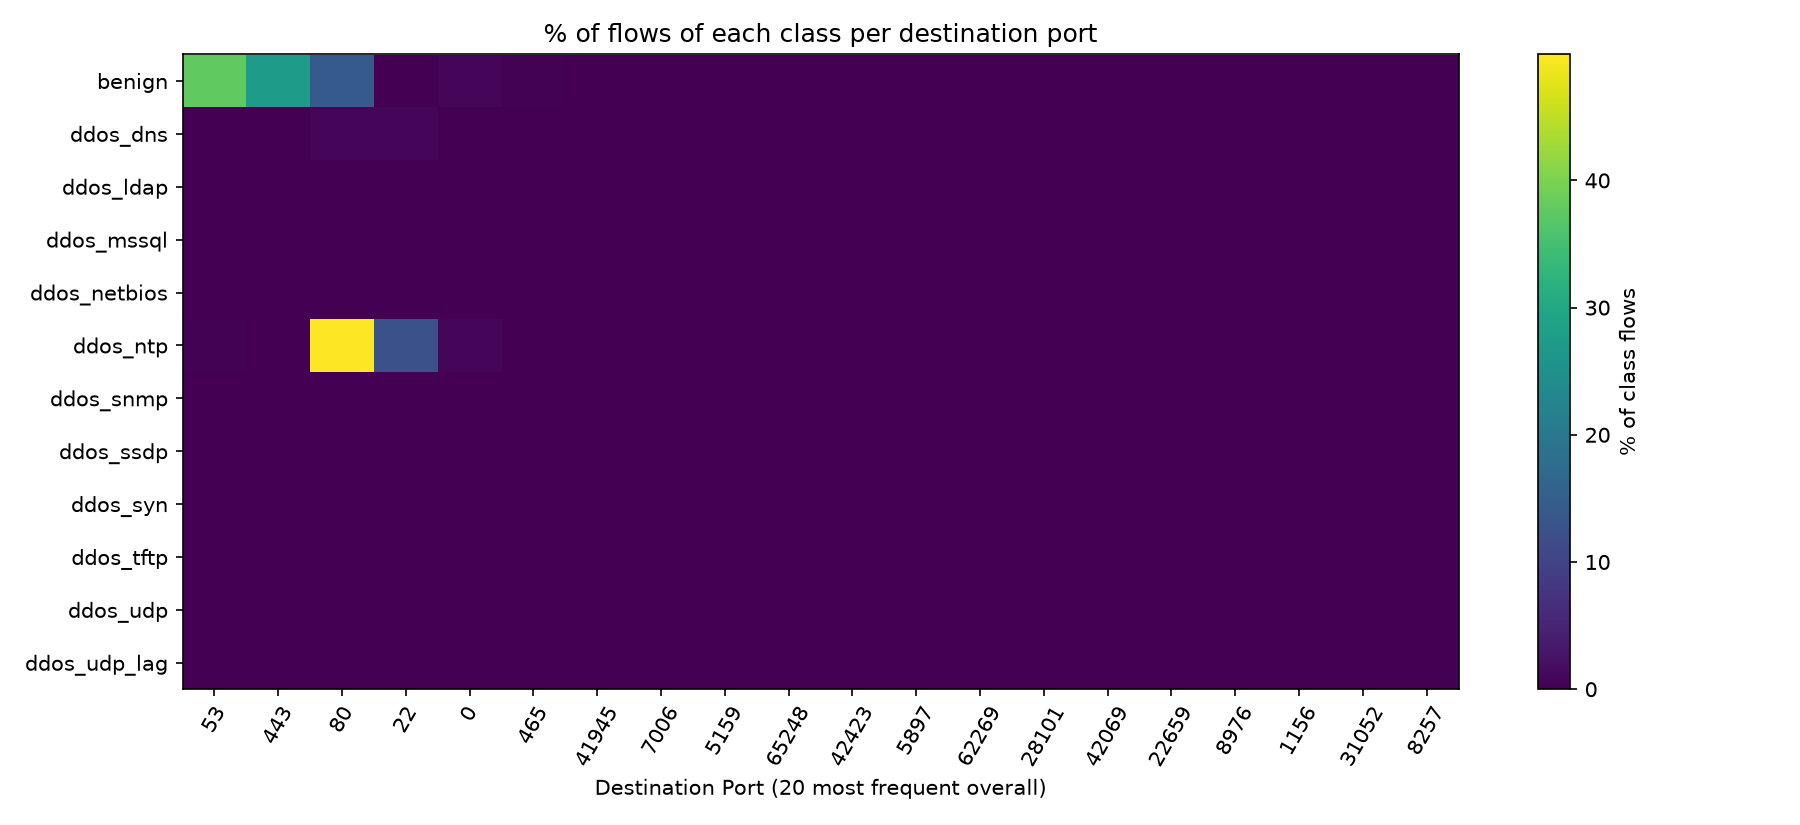 % of flows of each class per destination port
benign
ddos_dns
ddos_ldap
ddos_mssql
ddos_netbios
ddos_ntp
ddos_snmp
ddos_ssdp
ddos_syn
ddos_tftp
ddos_udp
ddos_udp_lag
53 443 80 22 0 465 41945 7006 5159 65248 42423 5897 62269 28101 42069 22659 8976 1156 31052 8257
Destination Port (20 most frequent overall)
40
30
20
10
0
% of class flows